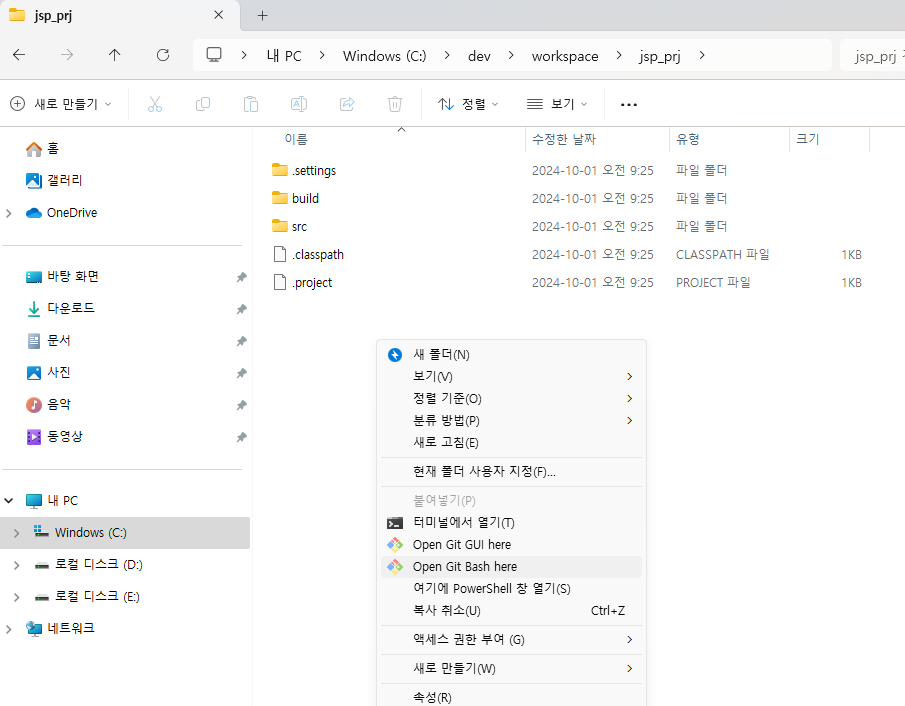 jsp_prj
내 PC
Windows (C:)
dev
workspace
jsp_prj
jsp_prj
새로 만들기
정렬
보기
이름
수정한 날짜
유형
크기
.settings
2024-10-01 오전 9:25
파일 폴더
build
2024-10-01 오전 9:25
파일 폴더
src
2024-10-01 오전 9:25
파일 폴더
.classpath
2024-10-01 오전 9:25
CLASSPATH 파일
1KB
.project
2024-10-01 오전 9:25
PROJECT 파일
1KB
홈
갤러리
OneDrive
바탕 화면
다운로드
문서
사진
음악
동영상
내 PC
Windows (C:)
로컬 디스크 (D:)
로컬 디스크 (E:)
네트워크
새 폴더(N)
보기(V)
정렬 기준(O)
분류 방법(P)
새로 고침(E)
현재 폴더 사용자 지정(F)...
붙여넣기(P)
터미널에서 열기(T)
Open Git GUI here
Open Git Bash here
여기에 PowerShell 창 열기(S)
복사 취소(U) Ctrl+Z
액세스 권한 부여 (G)
새로 만들기(W)
속성(R)